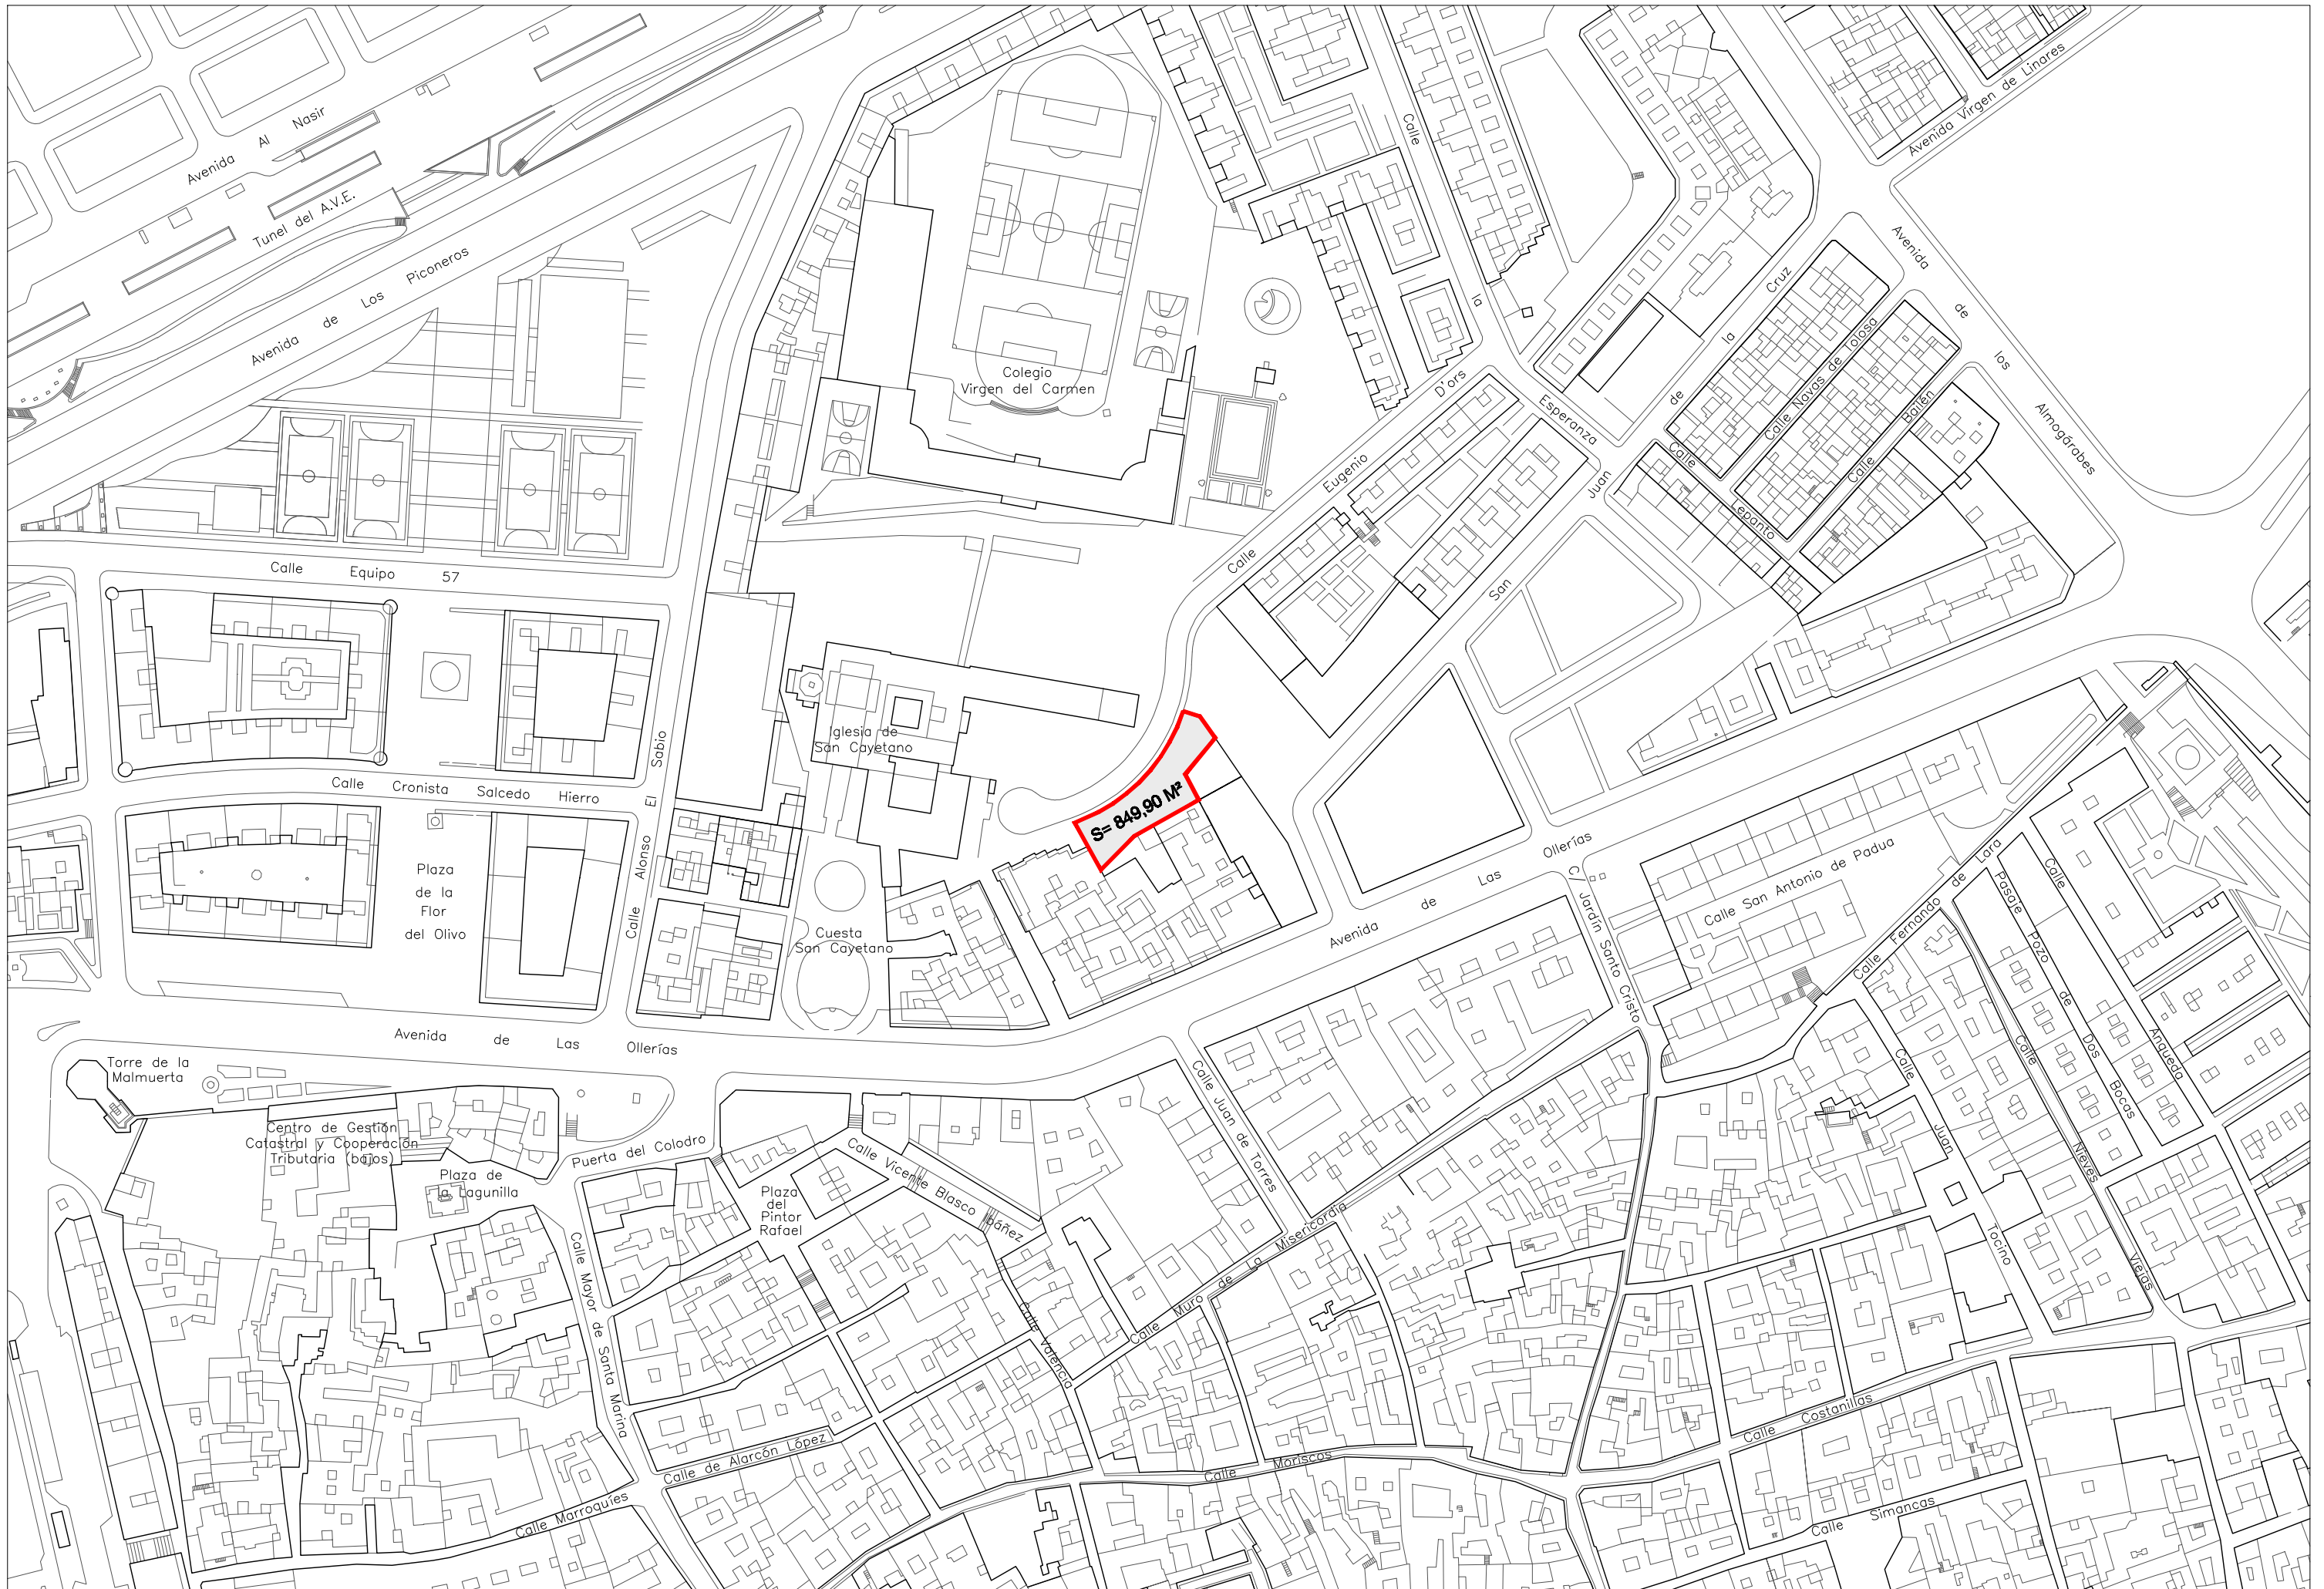 Avenida Al Nasir
Tunel del A.V.E.
Avenida de Los Piconeros
Colegio
Virgen del Carmen
Calle la Esperanza
Avenida Virgen de Linares
Avenida de los Almogárabes
Calle San Juan de la Cruz
Calle Navas de Tolosa
Calle Bailén
Calle Lepanto
Calle Eugenio D'ors
Calle Equipo 57
Calle Cronista Salcedo Hierro
Calle Alonso El Sabio
Iglesia de
San Cayetano
S= 849,90 M²
Plaza
de la
Flor
del Olivo
Cuesta
San Cayetano
Avenida de Las Ollerías
Avenida de Las Ollerías
C/ Jardín Santo Cristo
Calle San Antonio de Padua
Calle Fernando de Lara
Pasaje Pozo de Dos Bocas
Calle Anqueda
Calle Nieves Viejas
Calle Juan Tocino
Torre de la
Malmuerta
Centro de Gestión
Catastral y Cooperación
Tributaria (bajos)
Plaza de
la Lagunilla
Puerta del Colodro
Plaza
del
Pintor
Rafael
Calle Vicente Blasco Ibáñez
Calle Juan de Torres
Calle Muro de La Misericordia
Calle Mayor de Santa Marina
Calle Valencia
Calle de Alarcón López
Calle Marroquíes
Calle Moriscos
Calle Costanillas
Calle Simancas